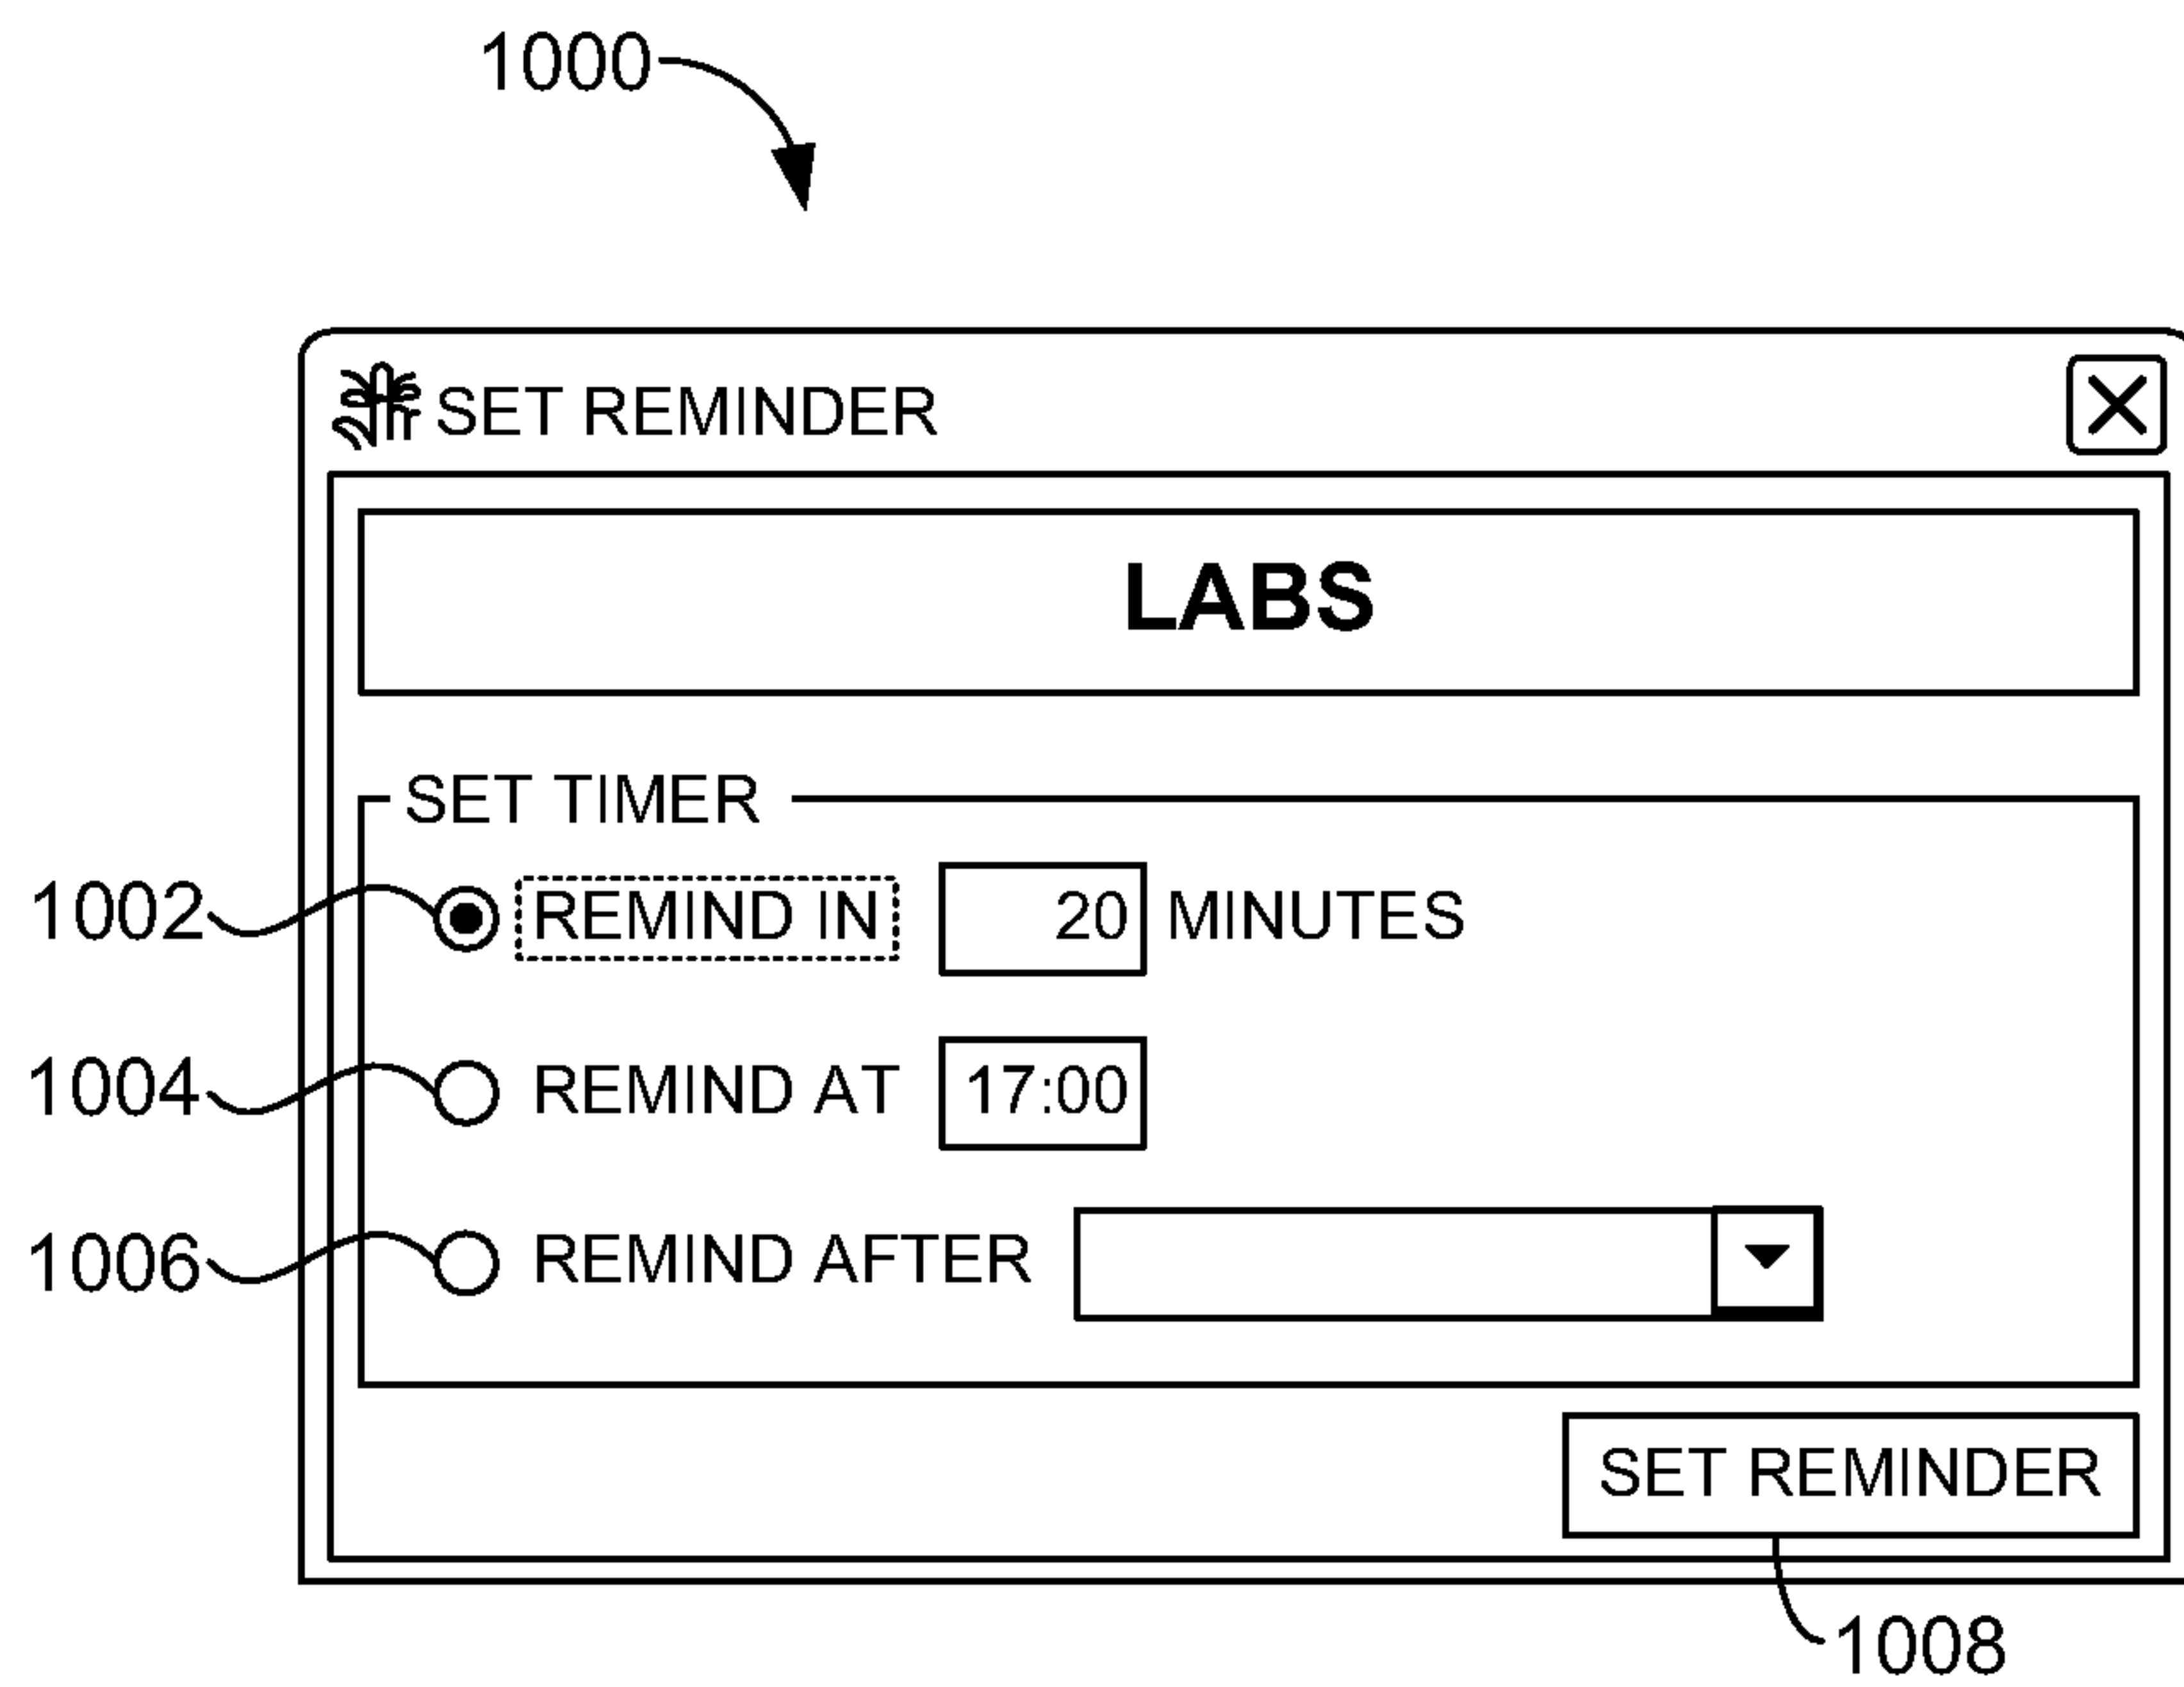 1000
SET REMINDER
LABS
SET TIMER
1002 REMIND IN 20 MINUTES
1004 REMIND AT 17:00
1006 REMIND AFTER
SET REMINDER
1008